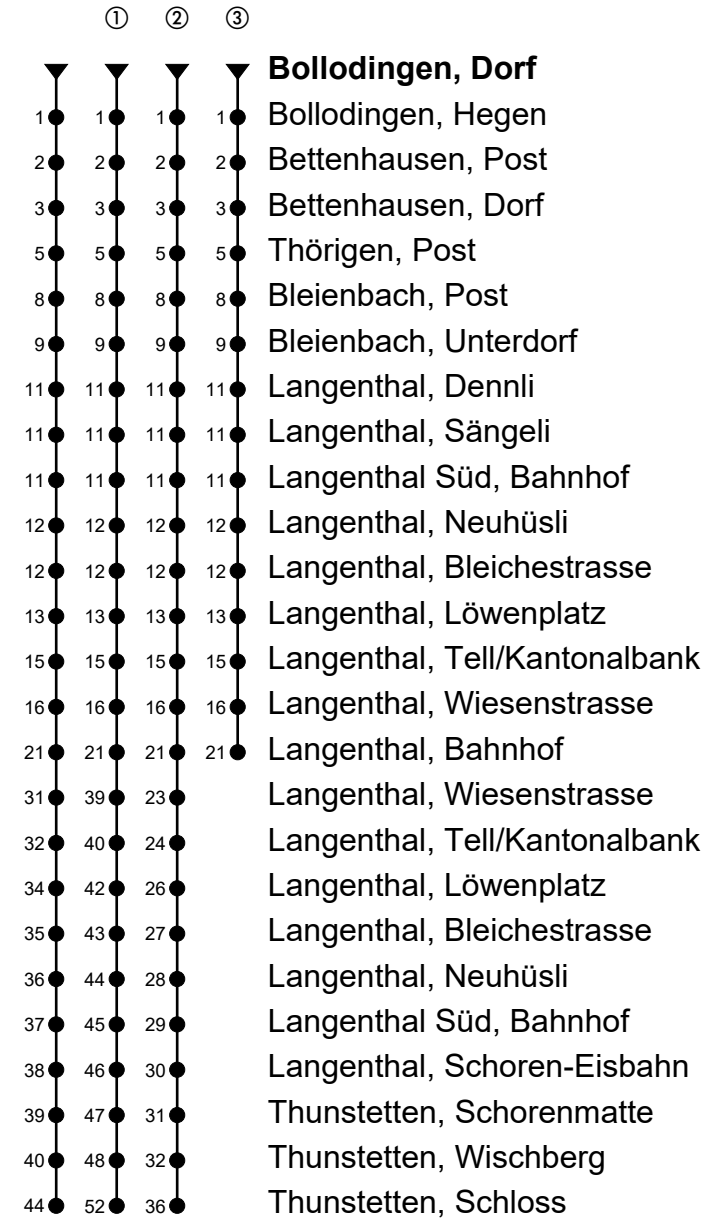 ① ② ③
Bollodingen, Dorf
1 1 1 1 Bollodingen, Hegen
2 2 2 2 Bettenhausen, Post
3 3 3 3 Bettenhausen, Dorf
5 5 5 5 Thörigen, Post
8 8 8 8 Bleienbach, Post
9 9 9 9 Bleienbach, Unterdorf
11 11 11 11 Langenthal, Dennli
11 11 11 11 Langenthal, Sängeli
11 11 11 11 Langenthal Süd, Bahnhof
12 12 12 12 Langenthal, Neuhüsli
12 12 12 12 Langenthal, Bleichestrasse
13 13 13 13 Langenthal, Löwenplatz
15 15 15 15 Langenthal, Tell/Kantonalbank
16 16 16 16 Langenthal, Wiesenstrasse
21 21 21 21 Langenthal, Bahnhof
31 39 23 Langenthal, Wiesenstrasse
32 40 24 Langenthal, Tell/Kantonalbank
34 42 26 Langenthal, Löwenplatz
35 43 27 Langenthal, Bleichestrasse
36 44 28 Langenthal, Neuhüsli
37 45 29 Langenthal Süd, Bahnhof
38 46 30 Langenthal, Schoren-Eisbahn
39 47 31 Thunstetten, Schorenmatte
40 48 32 Thunstetten, Wischberg
44 52 36 Thunstetten, Schloss